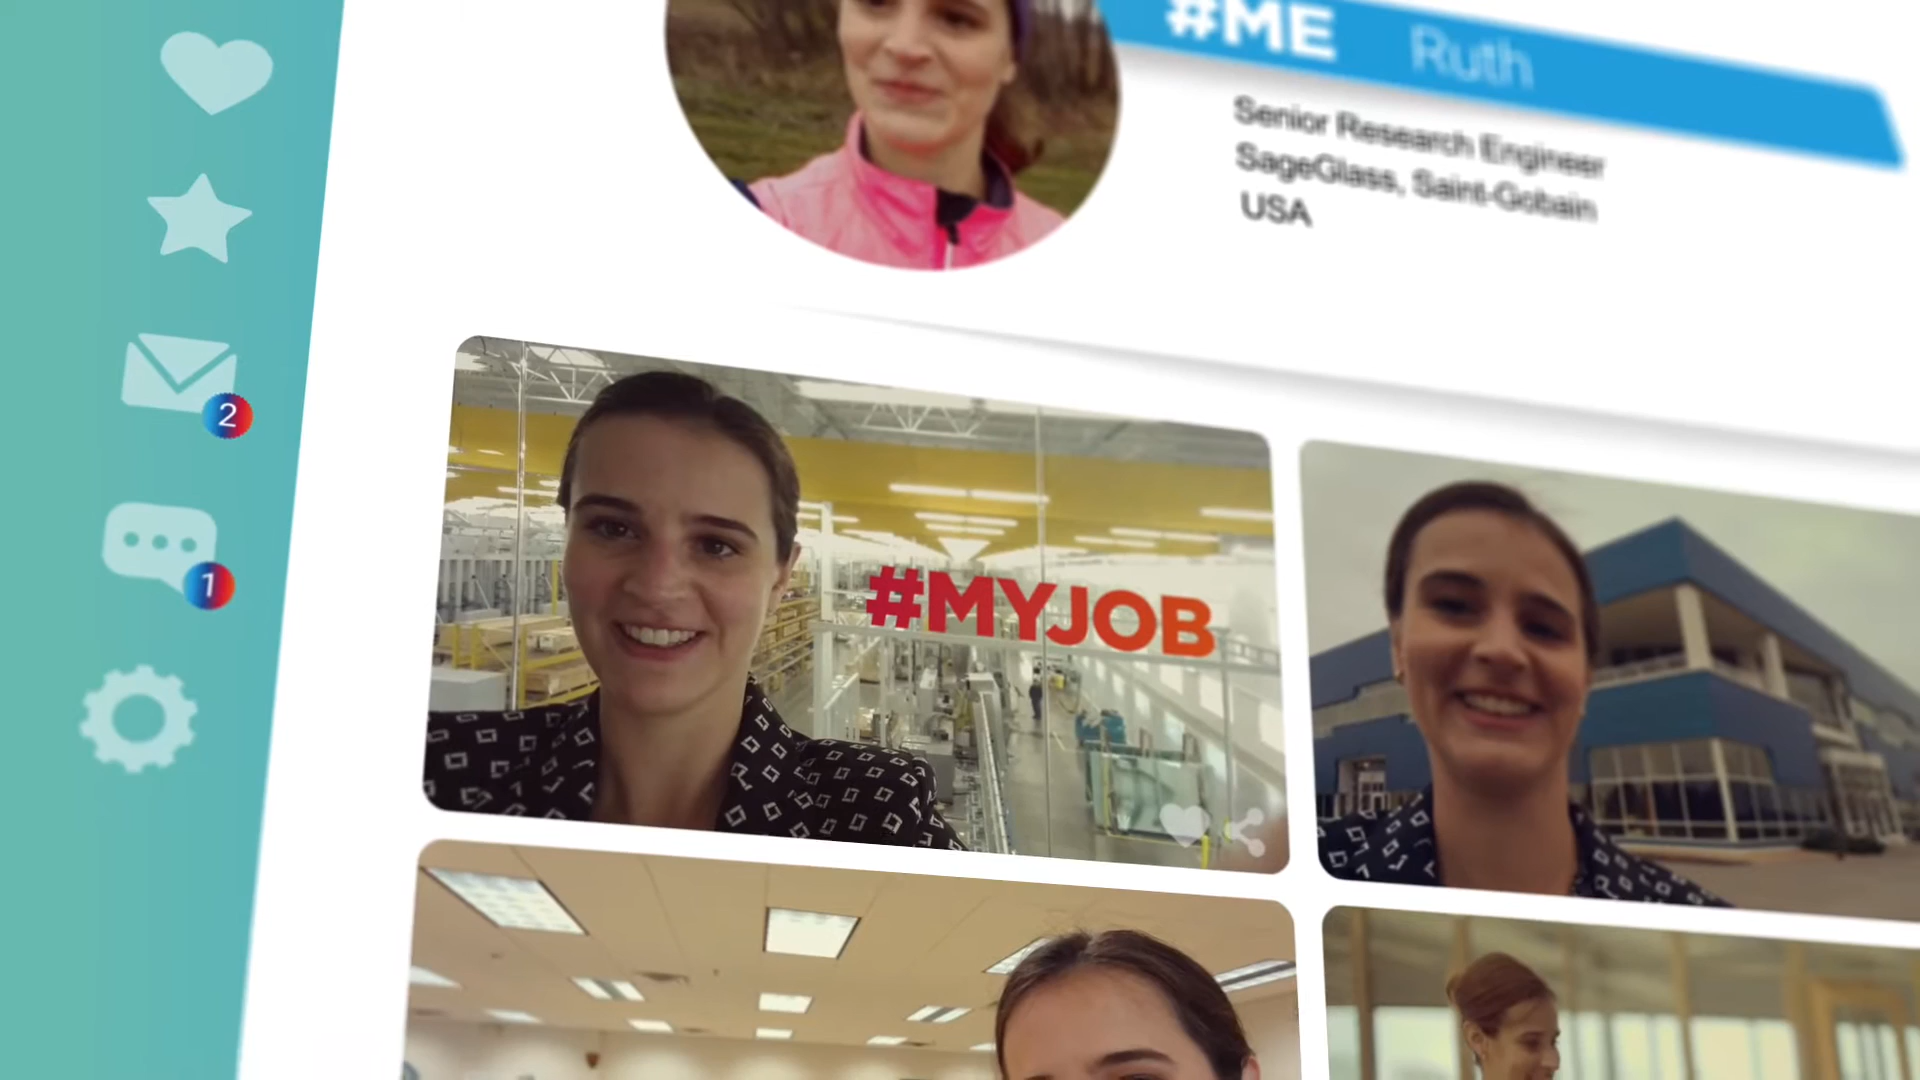 #ME Ruth
Senior Research Engineer
SageGlass, Saint-Gobain
USA
2
1
#MYJOB